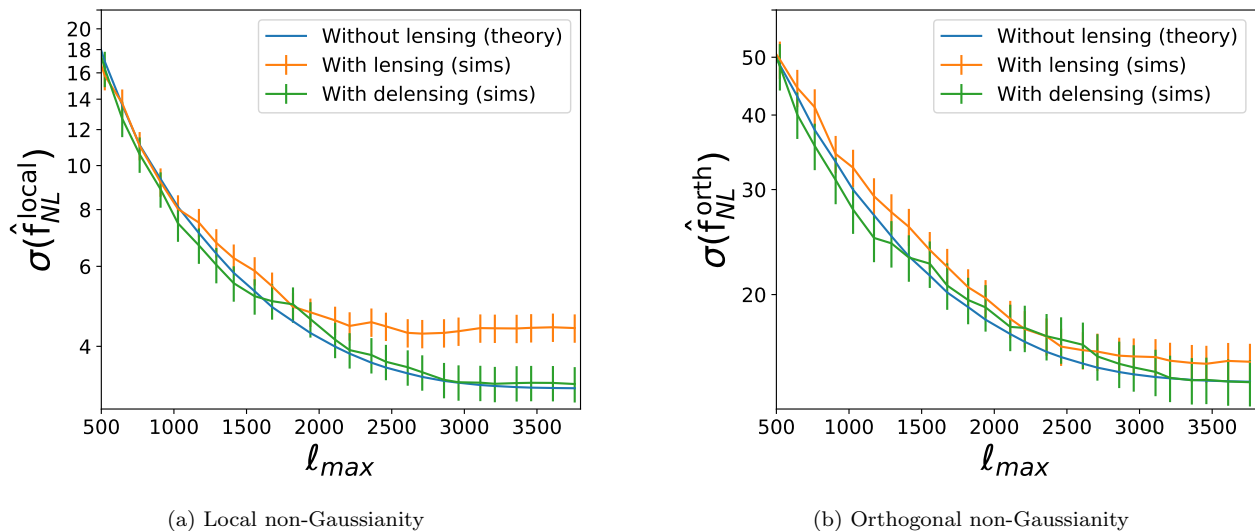 20
18
16
14
12
10
8
6
4
σ(f̂_NL^local)
Without lensing (theory)
With lensing (sims)
With delensing (sims)
500 1000 1500 2000 2500 3000 3500
ℓ_max
(a) Local non-Gaussianity
50
40
30
20
σ(f̂_NL^orth)
Without lensing (theory)
With lensing (sims)
With delensing (sims)
500 1000 1500 2000 2500 3000 3500
ℓ_max
(b) Orthogonal non-Gaussianity